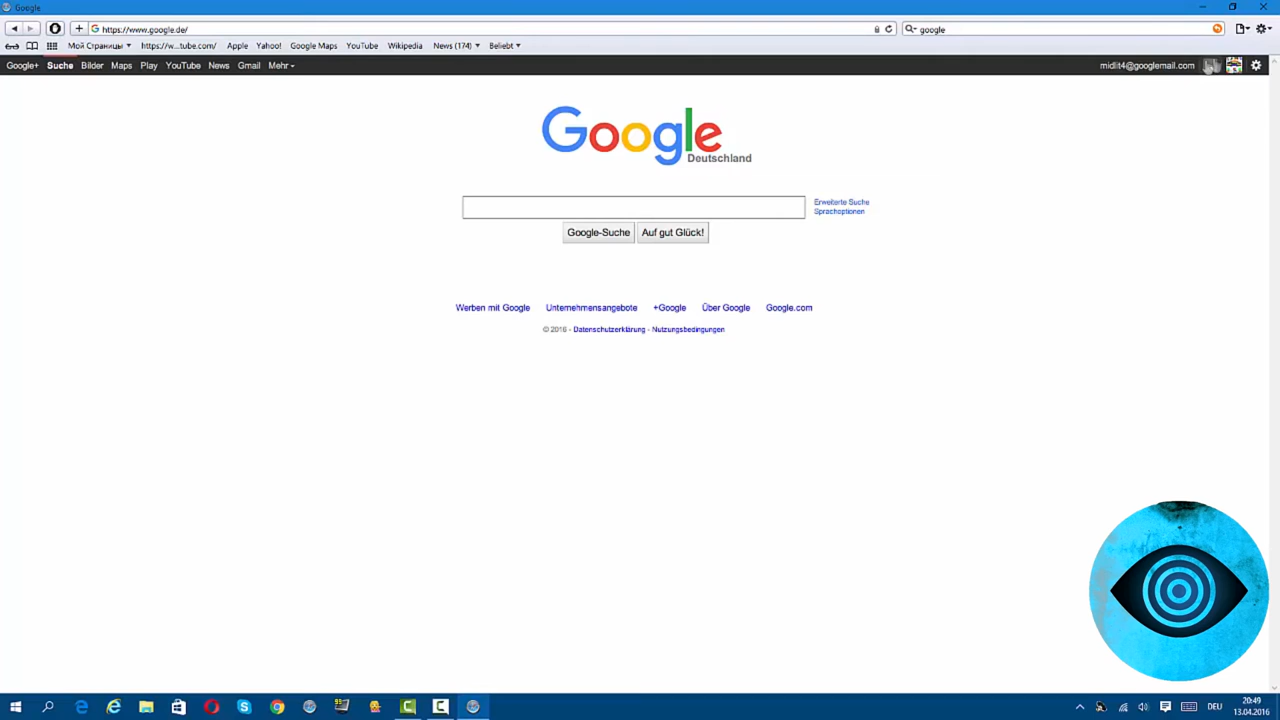 Google
https://www.google.de/
google
Мой Страницы https://w...tube.com/ Apple Yahoo! Google Maps YouTube Wikipedia News (174) Beliebt
Google+ Suche Bilder Maps Play YouTube News Gmail Mehr
midlit4@googlemail.com
Google
Deutschland
Erweiterte Suche
Sprachoptionen
Google-Suche Auf gut Glück!
Werben mit Google Unternehmensangebote +Google Über Google Google.com
© 2016 - Datenschutzerklärung - Nutzungsbedingungen
DEU
20:49
13.04.2016